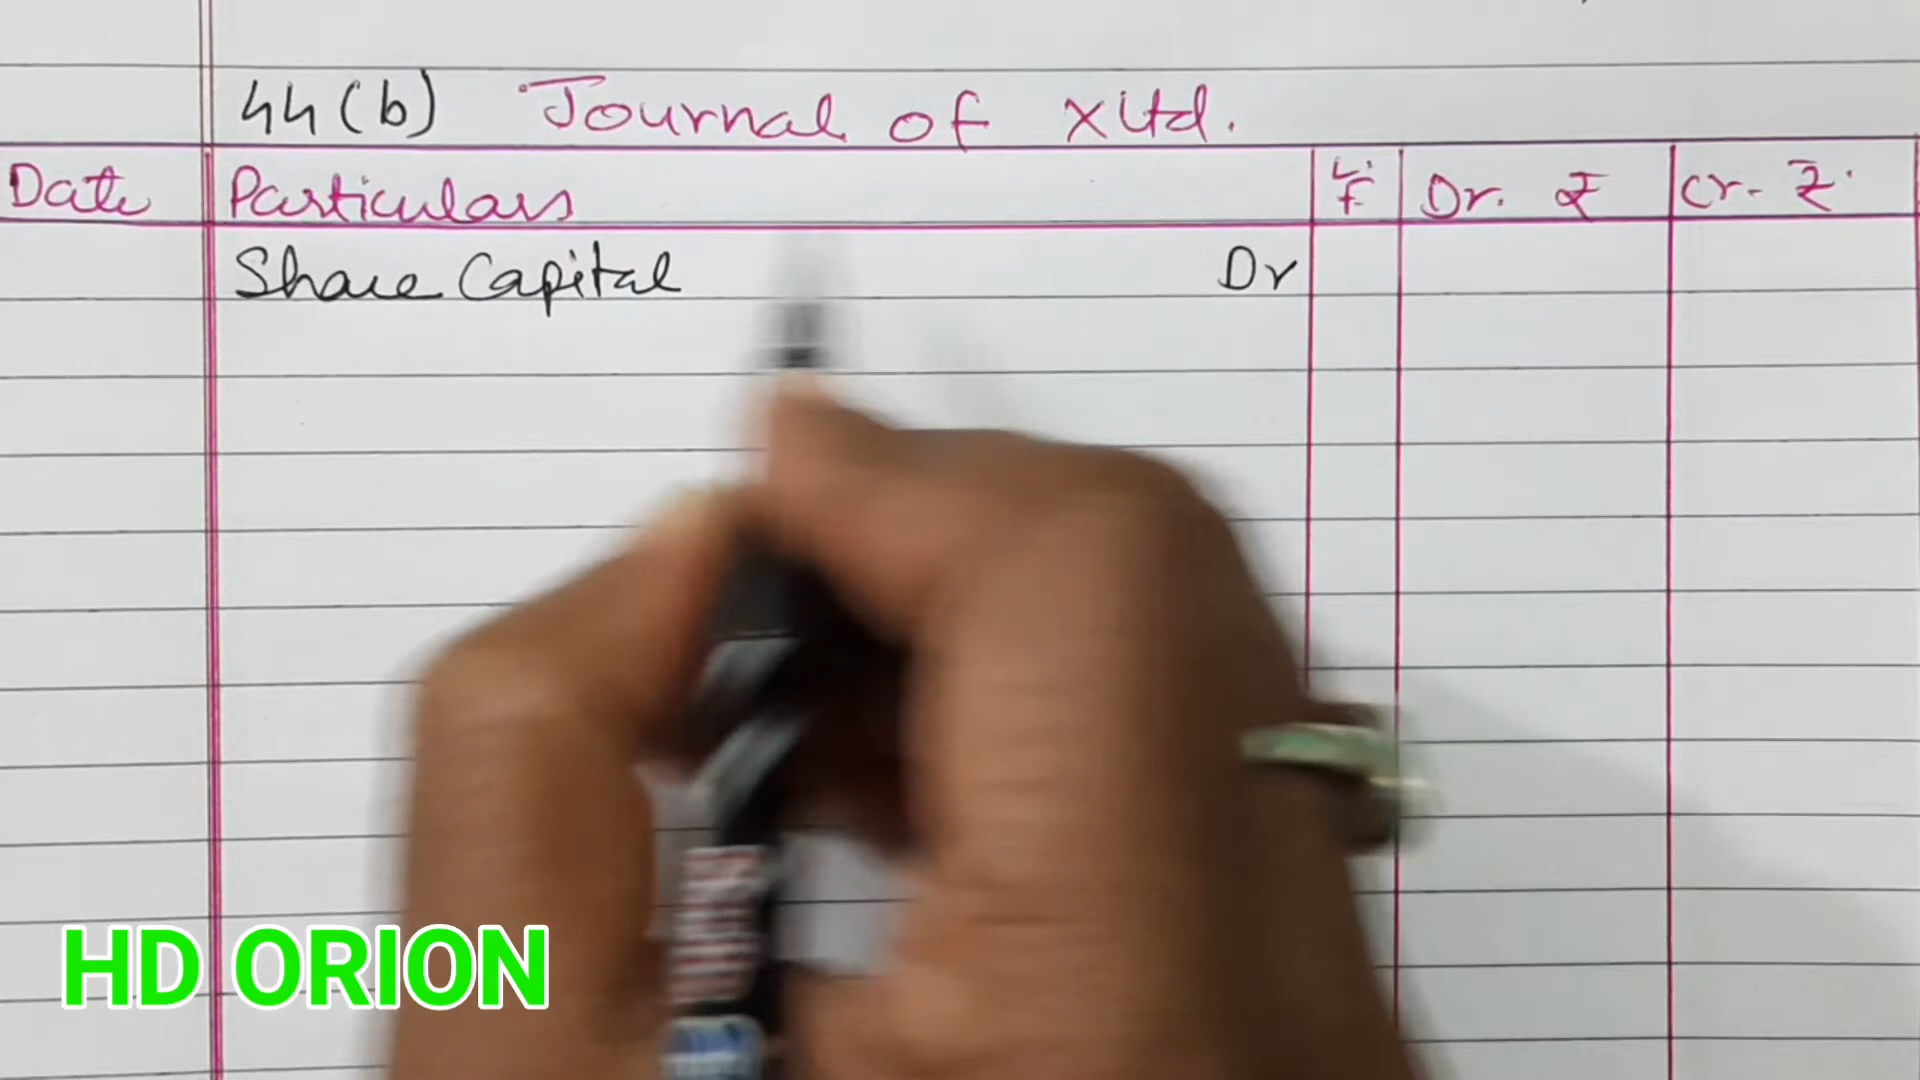 44(b) Journal of X Ltd.
Date Particulars L.F Dr. ₹ Cr. ₹
Share Capital Dr
HD ORION